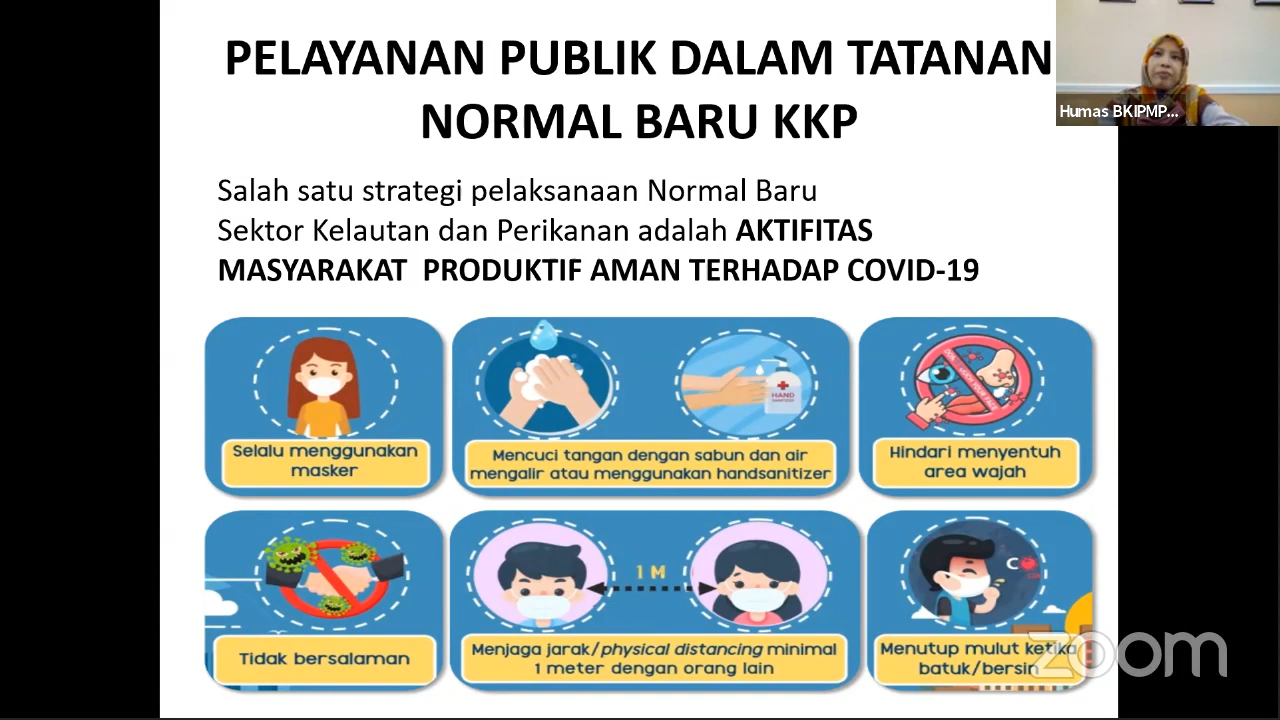 PELAYANAN PUBLIK DALAM TATANAN
NORMAL BARU KKP
Humas BKIPMP...
Salah satu strategi pelaksanaan Normal Baru
Sektor Kelautan dan Perikanan adalah AKTIFITAS
MASYARAKAT PRODUKTIF AMAN TERHADAP COVID-19
HAND
SANITIZER
Selalu menggunakan
masker
Mencuci tangan dengan sabun dan air
mengalir atau menggunakan handsanitizer
Hindari menyentuh
area wajah
1 M
Tidak bersalaman
Menjaga jarak/physical distancing minimal
1 meter dengan orang lain
Menutup mulut ketika
batuk/bersin
zoom